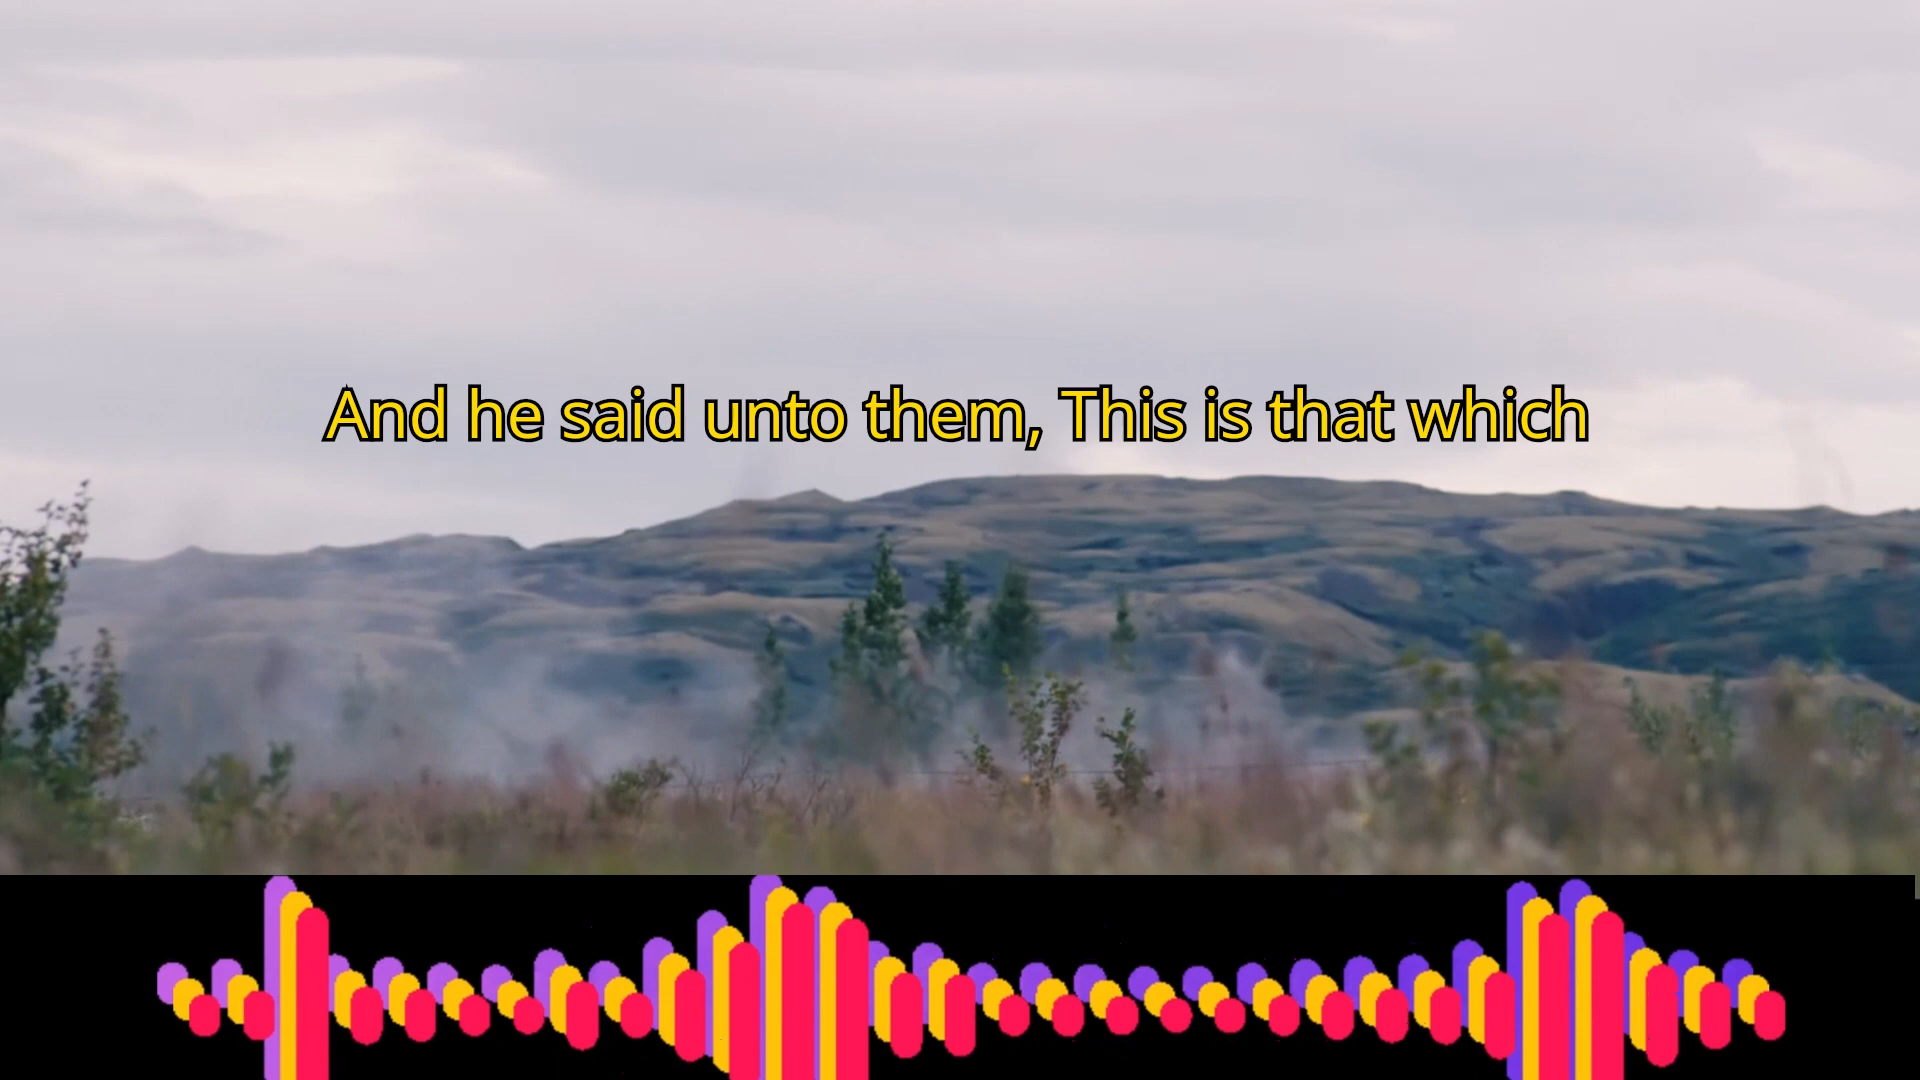 And he said unto them, This is that which